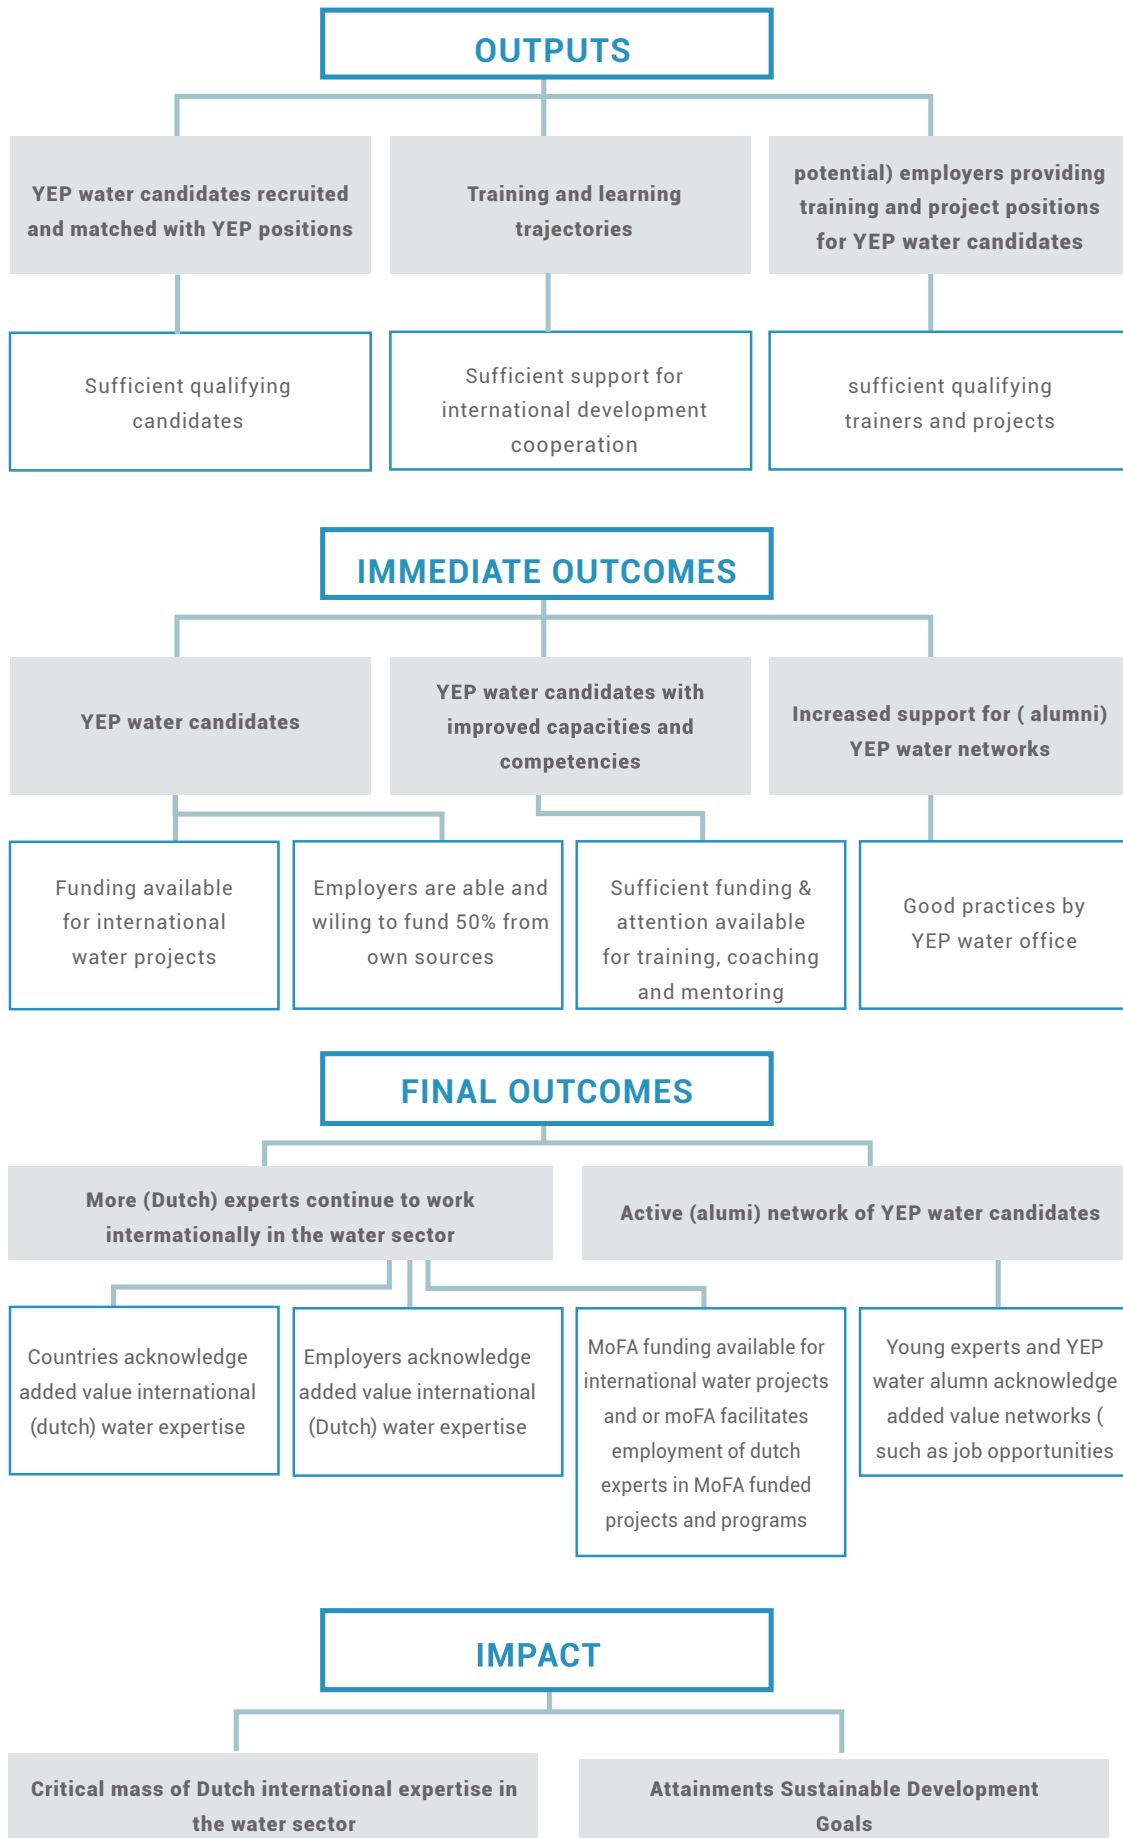 OUTPUTS
YEP water candidates recruited
and matched with YEP positions
Training and learning
trajectories
potential) employers providing
training and project positions
for YEP water candidates
Sufficient qualifying
candidates
Sufficient support for
international development
cooperation
sufficient qualifying
trainers and projects
IMMEDIATE OUTCOMES
YEP water candidates
YEP water candidates with
improved capacities and
competencies
Increased support for ( alumni)
YEP water networks
Funding available
for international
water projects
Employers are able and
wiling to fund 50% from
own sources
Sufficient funding &
attention available
for training, coaching
and mentoring
Good practices by
YEP water office
FINAL OUTCOMES
More (Dutch) experts continue to work
intermationally in the water sector
Active (alumi) network of YEP water candidates
Countries acknowledge
added value international
(dutch) water expertise
Employers acknowledge
added value international
(Dutch) water expertise
MoFA funding available for
international water projects
and or moFA facilitates
employment of dutch
experts in MoFA funded
projects and programs
Young experts and YEP
water alumn acknowledge
added value networks (
such as job opportunities
IMPACT
Critical mass of Dutch international expertise in
the water sector
Attainments Sustainable Development
Goals